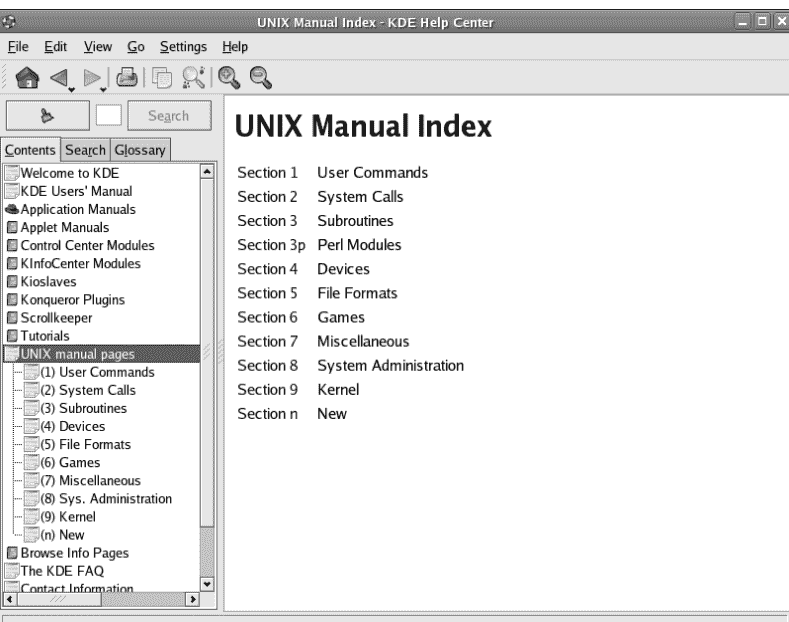 UNIX Manual Index - KDE Help Center
File Edit View Go Settings Help
Search
Contents Search Glossary
Welcome to KDE
KDE Users' Manual
Application Manuals
Applet Manuals
Control Center Modules
KInfoCenter Modules
Kioslaves
Konqueror Plugins
Scrollkeeper
Tutorials
UNIX manual pages
(1) User Commands
(2) System Calls
(3) Subroutines
(4) Devices
(5) File Formats
(6) Games
(7) Miscellaneous
(8) Sys. Administration
(9) Kernel
(n) New
Browse Info Pages
The KDE FAQ
Contact Information
UNIX Manual Index
Section 1 User Commands
Section 2 System Calls
Section 3 Subroutines
Section 3p Perl Modules
Section 4 Devices
Section 5 File Formats
Section 6 Games
Section 7 Miscellaneous
Section 8 System Administration
Section 9 Kernel
Section n New